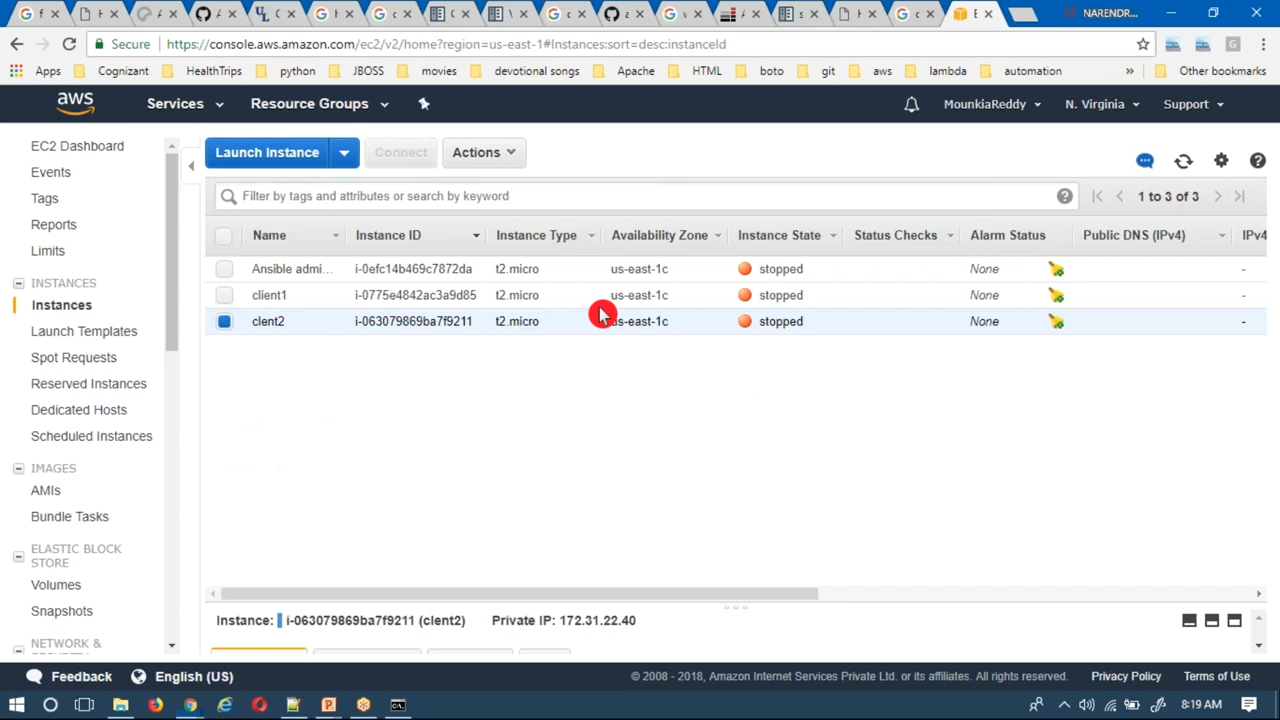 G f
H
A
A
UL C
G H
G c
C
V
G c
a
G v
A
s
H
G c
E
NARENDR...
Secure
https://console.aws.amazon.com/ec2/v2/home?region=us-east-1#Instances:sort=desc:instanceId
Apps Cognizant HealthTrips python JBOSS movies devotional songs Apache HTML boto git aws lambda automation » Other bookmarks
aws Services Resource Groups MounkiaReddy N. Virginia Support
EC2 Dashboard
Events
Tags
Reports
Limits
INSTANCES
Instances
Launch Templates
Spot Requests
Reserved Instances
Dedicated Hosts
Scheduled Instances
IMAGES
AMIs
Bundle Tasks
ELASTIC BLOCK
STORE
Volumes
Snapshots
NETWORK &
Launch Instance Connect Actions
Filter by tags and attributes or search by keyword
1 to 3 of 3
Name Instance ID Instance Type Availability Zone Instance State Status Checks Alarm Status Public DNS (IPv4) IPv4
Ansible admi... i-0efc14b469c7872da t2.micro us-east-1c stopped None -
client1 i-0775e4842ac3a9d85 t2.micro us-east-1c stopped None -
clent2 i-063079869ba7f9211 t2.micro us-east-1c stopped None -
Instance: i-063079869ba7f9211 (clent2) Private IP: 172.31.22.40
Feedback English (US) © 2008 - 2018, Amazon Internet Services Private Ltd. or its affiliates. All rights reserved. Privacy Policy Terms of Use
8:19 AM